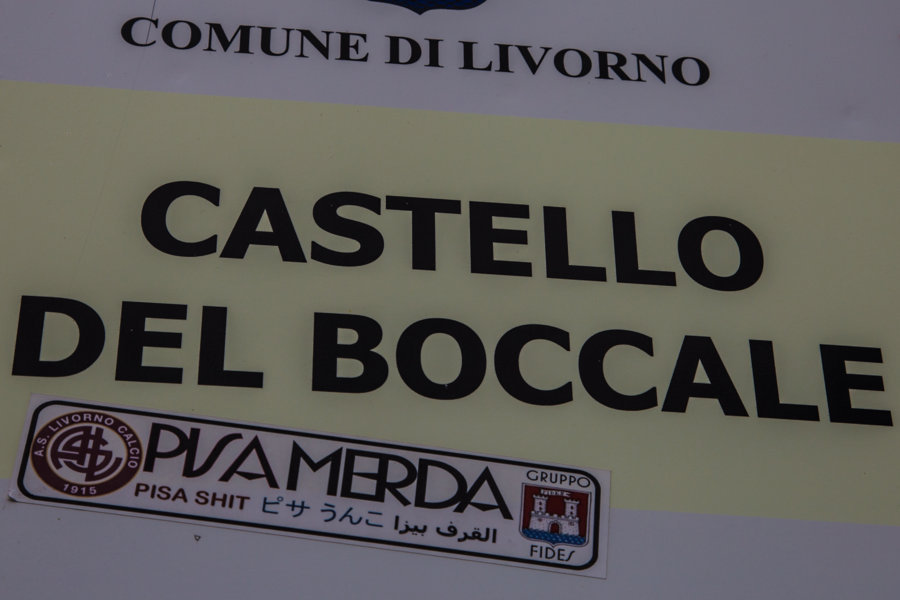 COMUNE DI LIVORNO
CASTELLO
DEL BOCCALE
A.S. LIVORNO CALCIO
1915
PISA MERDA
PISA SHIT ピサ うんこ القرف بيزا
GRUPPO
FIDES